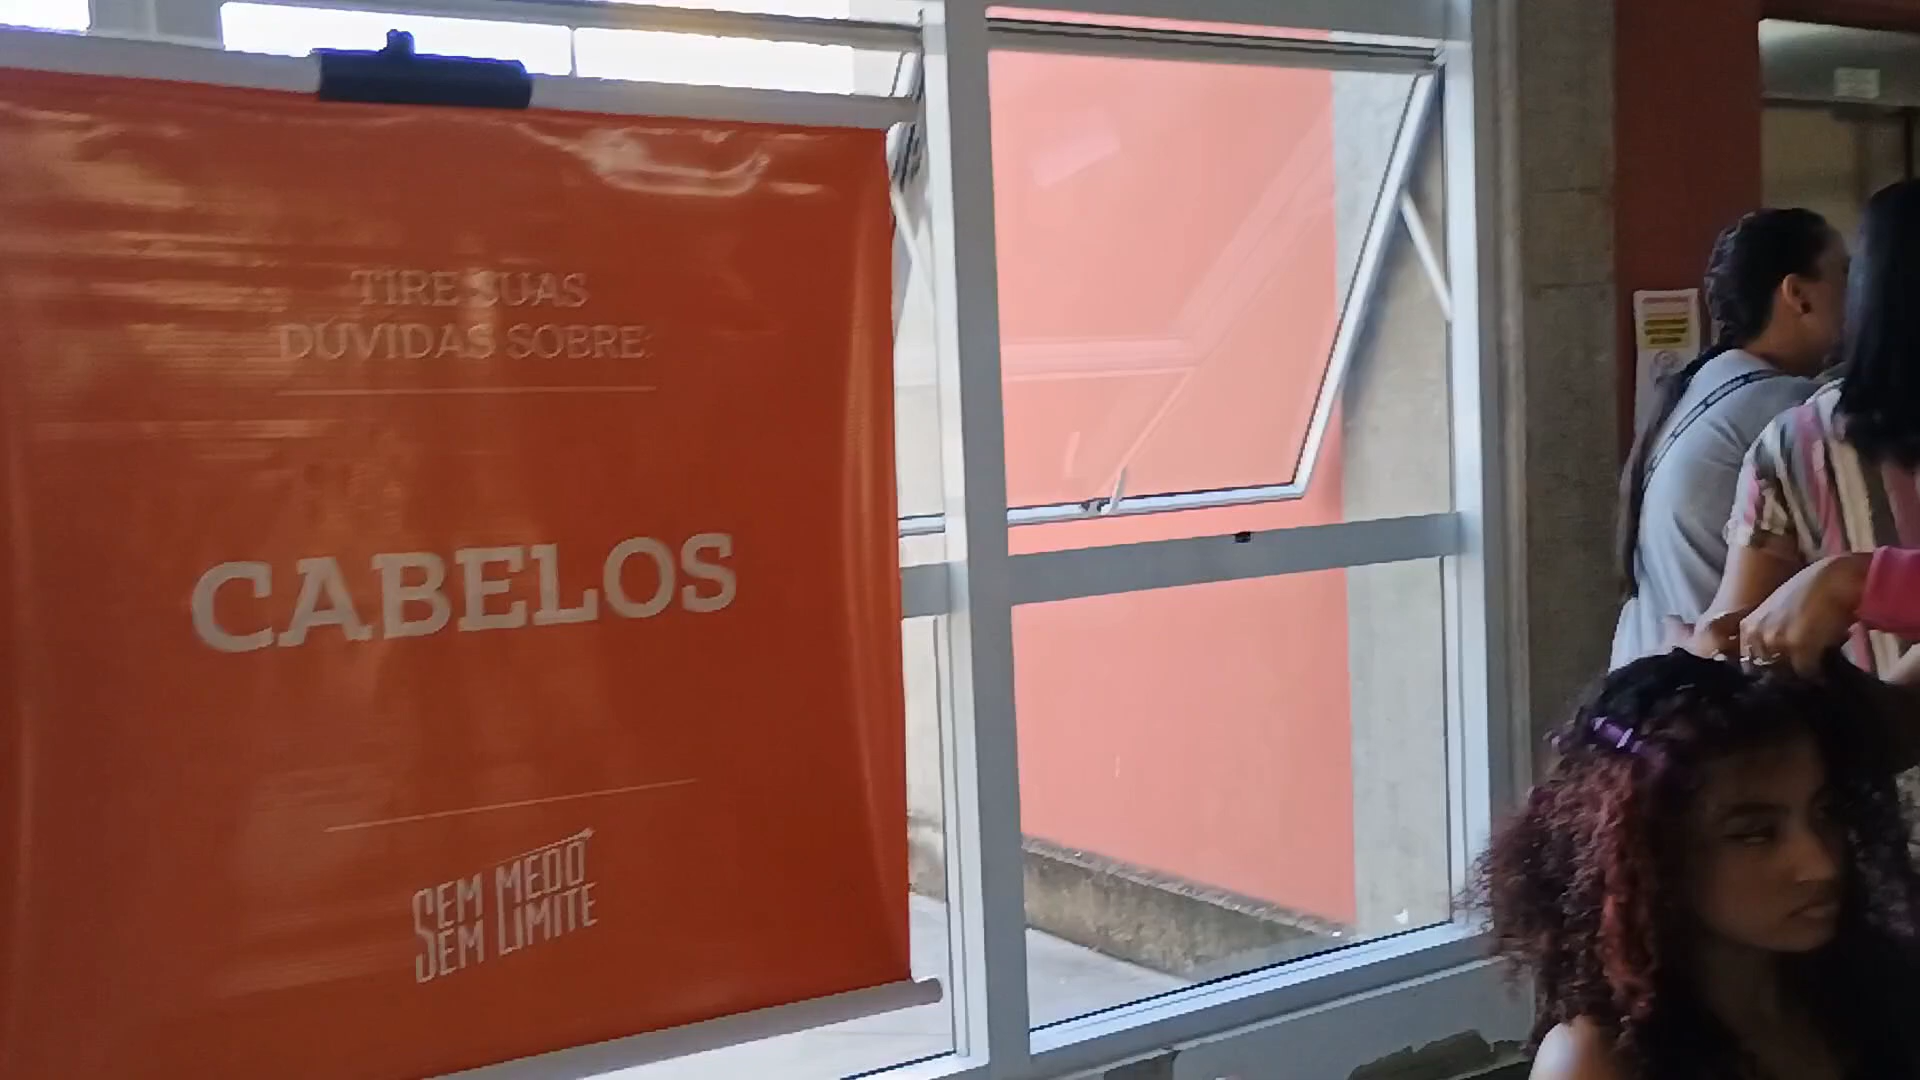 TIRE SUAS
DÚVIDAS SOBRE:
CABELOS
SEM MEDO
SEM LIMITE